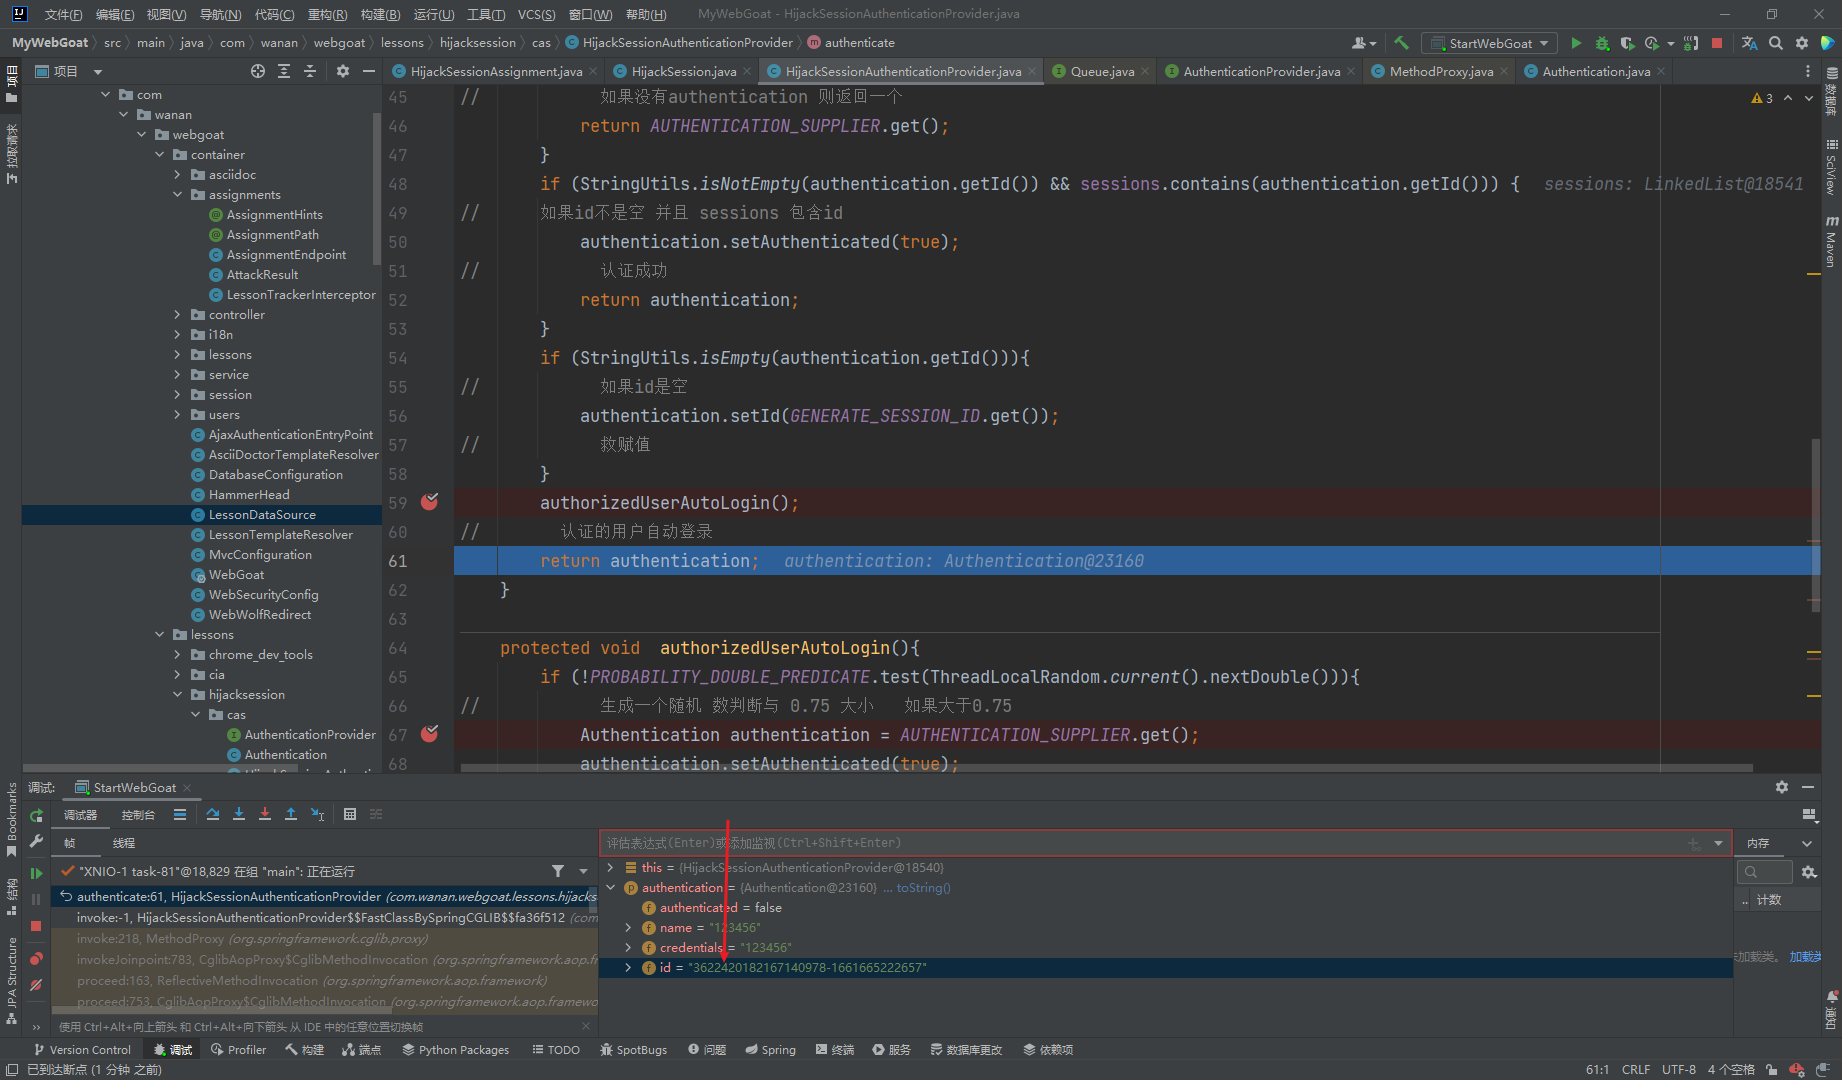 文件(F) 编辑(E) 视图(V) 导航(N) 代码(C) 重构(R) 构建(B) 运行(U) 工具(T) VCS(S) 窗口(W) 帮助(H) MyWebGoat - HijackSessionAuthenticationProvider.java
MyWebGoat src main java com wanan webgoat lessons hijacksession cas HijackSessionAuthenticationProvider authenticate StartWebGoat
项目
HijackSessionAssignment.java HijackSession.java HijackSessionAuthenticationProvider.java Queue.java AuthenticationProvider.java MethodProxy.java Authentication.java
项目
拉取请求
Bookmarks
结构
JPA Structure
com
wanan
webgoat
container
asciidoc
assignments
AssignmentHints
AssignmentPath
AssignmentEndpoint
AttackResult
LessonTrackerInterceptor
controller
i18n
lessons
service
session
users
AjaxAuthenticationEntryPoint
AsciiDoctorTemplateResolver
DatabaseConfiguration
HammerHead
LessonDataSource
LessonTemplateResolver
MvcConfiguration
WebGoat
WebSecurityConfig
WebWolfRedirect
lessons
chrome_dev_tools
cia
hijacksession
cas
AuthenticationProvider
Authentication
3
45 // 如果没有authentication 则返回一个
46 return AUTHENTICATION_SUPPLIER.get();
47 }
48 if (StringUtils.isNotEmpty(authentication.getId()) && sessions.contains(authentication.getId())) { sessions: LinkedList@18541
49 // 如果id不是空 并且 sessions 包含id
50 authentication.setAuthenticated(true);
51 // 认证成功
52 return authentication;
53 }
54 if (StringUtils.isEmpty(authentication.getId())){
55 // 如果id是空
56 authentication.setId(GENERATE_SESSION_ID.get());
57 // 救赋值
58 }
59 authorizedUserAutoLogin();
60 // 认证的用户自动登录
61 return authentication; authentication: Authentication@23160
62 }
63
64 protected void authorizedUserAutoLogin(){
65 if (!PROBABILITY_DOUBLE_PREDICATE.test(ThreadLocalRandom.current().nextDouble())){
66 // 生成一个随机 数判断与 0.75 大小 如果大于0.75
67 Authentication authentication = AUTHENTICATION_SUPPLIER.get();
68 authentication.setAuthenticated(true);
数据库
SciView
Maven
通知
调试: StartWebGoat
调试器 控制台
帧 线程
"XNIO-1 task-81"@18,829 在组 "main": 正在运行
authenticate:61, HijackSessionAuthenticationProvider (com.wanan.webgoat.lessons.hijacks
invoke:-1, HijackSessionAuthenticationProvider$$FastClassBySpringCGLIB$$fa36f512 (com
invoke:218, MethodProxy (org.springframework.cglib.proxy)
invokeJoinpoint:783, CglibAopProxy$CglibMethodInvocation (org.springframework.aop.f
proceed:163, ReflectiveMethodInvocation (org.springframework.aop.framework)
proceed:753, CglibAopProxy$CglibMethodInvocation (org.springframework.aop.framewo
使用 Ctrl+Alt+向上箭头 和 Ctrl+Alt+向下箭头 从 IDE 中的任意位置切换帧
评估表达式(Enter)或添加监视(Ctrl+Shift+Enter)
this = {HijackSessionAuthenticationProvider@18540}
authentication = {Authentication@23160} ... toString()
authenticated = false
name = "123456"
credentials = "123456"
id = "3622420182167140978-1661665222657"
内存
.. 计数
未加载类。 加载类
Version Control 调试 Profiler 构建 端点 Python Packages TODO SpotBugs 问题 Spring 终端 服务 数据库更改 依赖项
已到达断点 (1 分钟 之前) 61:1 CRLF UTF-8 4 个空格